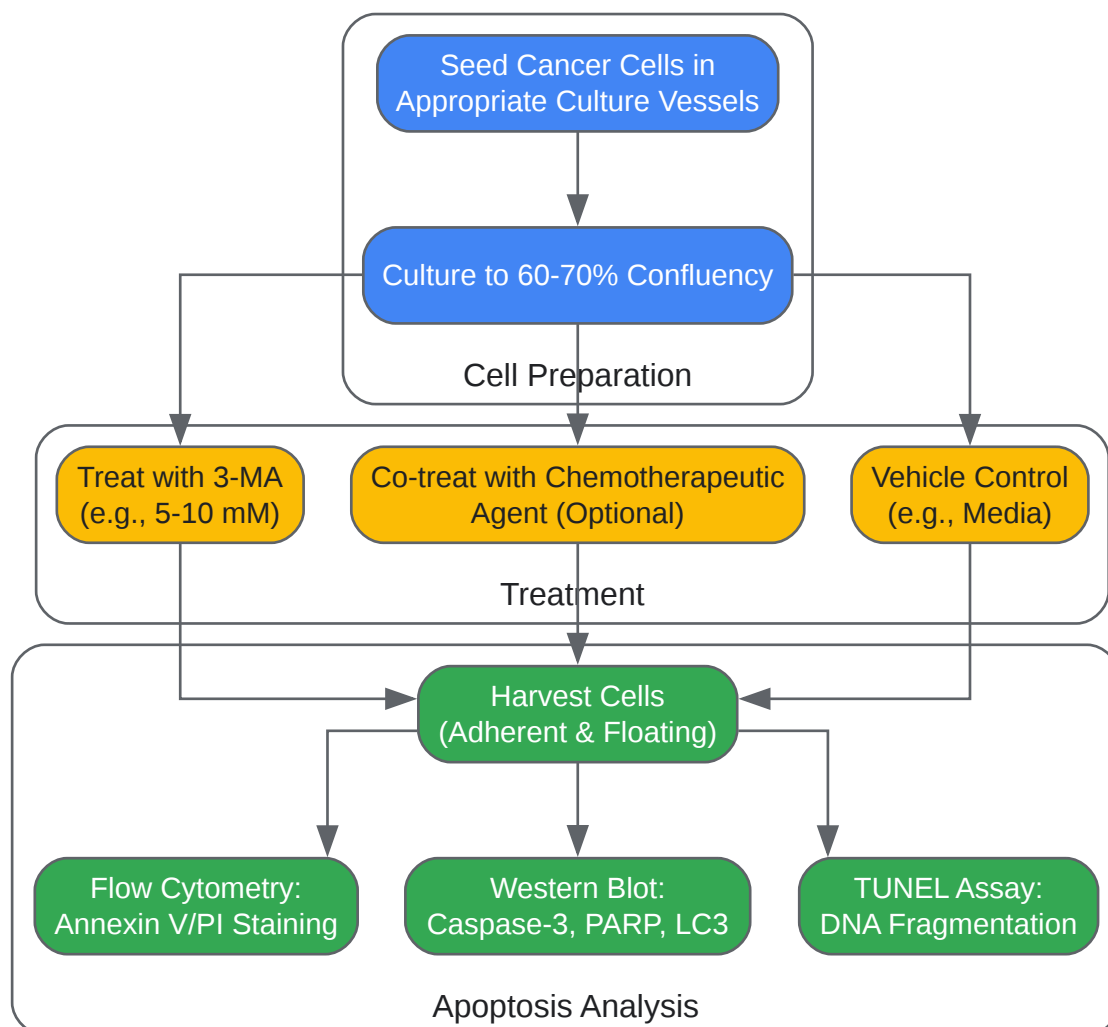 Seed Cancer Cells in
Appropriate Culture Vessels
Culture to 60-70% Confluency
Cell Preparation
Treat with 3-MA
(e.g., 5-10 mM)
Co-treat with Chemotherapeutic
Agent (Optional)
Vehicle Control
(e.g., Media)
Treatment
Harvest Cells
(Adherent & Floating)
Flow Cytometry:
Annexin V/PI Staining
Western Blot:
Caspase-3, PARP, LC3
TUNEL Assay:
DNA Fragmentation
Apoptosis Analysis